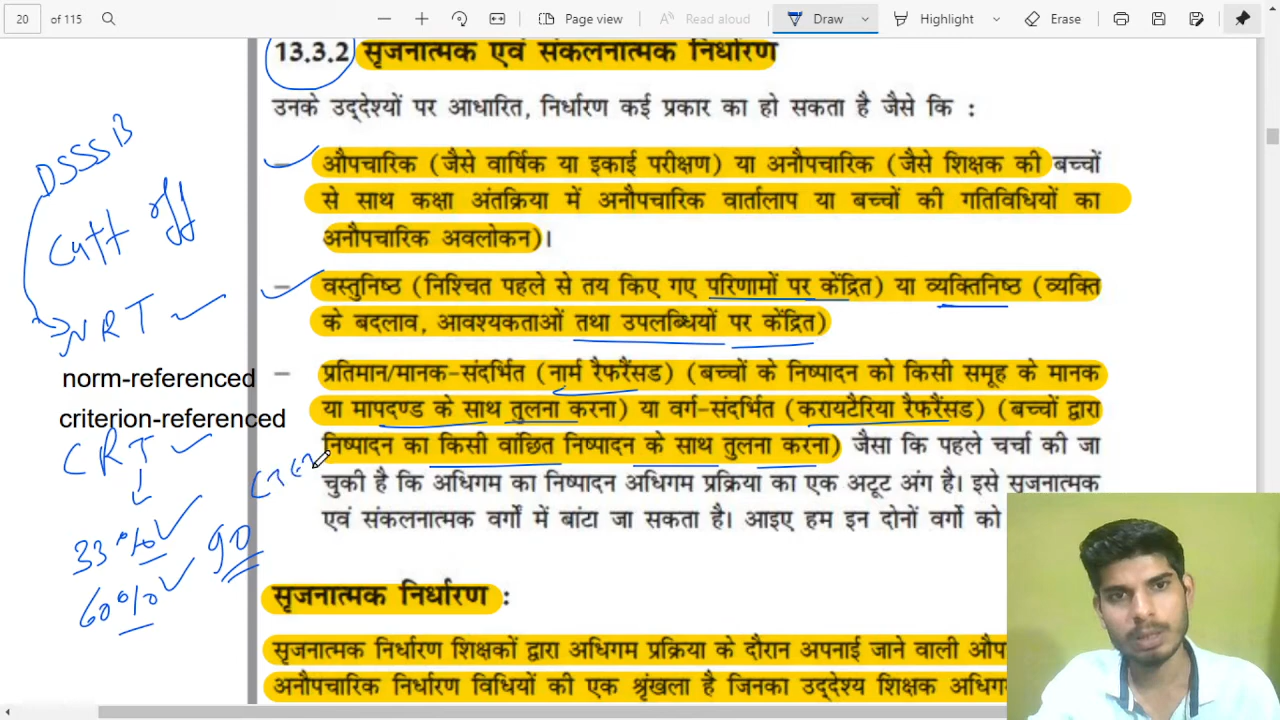 20 of 115 Page view Read aloud Draw Highlight Erase
13.3.2 सृजनात्मक एवं संकलनात्मक निर्धारण
उनके उद्देश्यों पर आधारित, निर्धारण कई प्रकार का हो सकता है जैसे कि :
– औपचारिक (जैसे वार्षिक या इकाई परीक्षण) या अनौपचारिक (जैसे शिक्षक की बच्चों
से साथ कक्षा अंतक्रिया में अनौपचारिक वार्तालाप या बच्चों की गतिविधियों का
अनौपचारिक अवलोकन)।
– वस्तुनिष्ठ (निश्चित पहले से तय किए गए परिणामों पर केंद्रित) या व्यक्तिनिष्ठ (व्यक्ति
के बदलाव, आवश्यकताओं तथा उपलब्धियों पर केंद्रित)
– प्रतिमान/मानक-संदर्भित (नार्म रैफरैंसड) (बच्चों के निष्पादन को किसी समूह के मानक
या मापदण्ड के साथ तुलना करना) या वर्ग-संदर्भित (करायटैरिया रैफरैंसड) (बच्चों द्वारा
निष्पादन का किसी वांछित निष्पादन के साथ तुलना करना) जैसा कि पहले चर्चा की जा
चुकी है कि अधिगम का निष्पादन अधिगम प्रक्रिया का एक अटूट अंग है। इसे सृजनात्मक
एवं संकलनात्मक वर्गों में बांटा जा सकता है। आइए हम इन दोनों वर्गो को
सृजनात्मक निर्धारण :
सृजनात्मक निर्धारण शिक्षकों द्वारा अधिगम प्रक्रिया के दौरान अपनाई जाने वाली
अनौपचारिक निर्धारण विधियों की एक श्रृंखला है जिनका उद्देश्य शिक्षक
DSSSB
Cutt off
NRT
norm-referenced
criterion-referenced
CRT
33%
90
60%